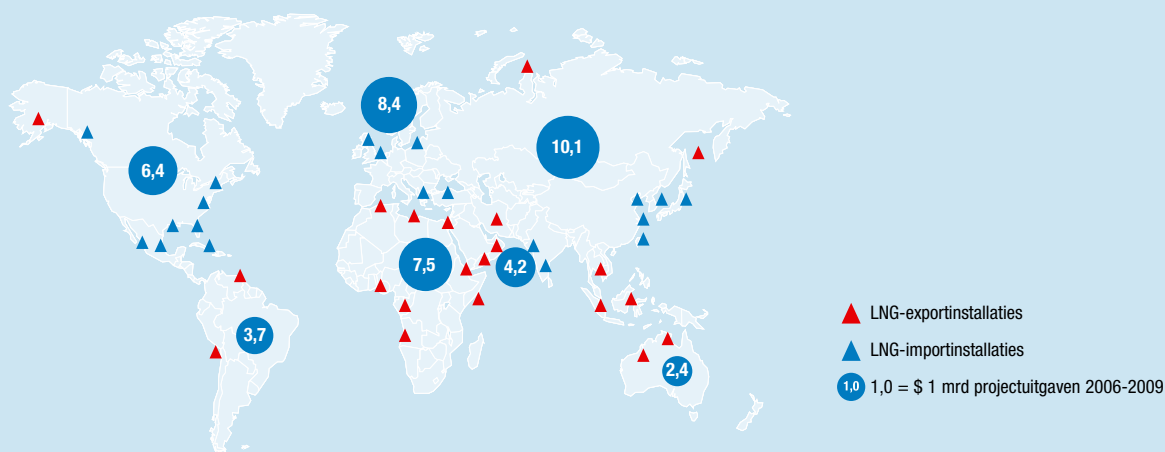 8,4
10,1
6,4
7,5
4,2
3,7
2,4
LNG-exportinstallaties
LNG-importinstallaties
1,0 1,0 = $ 1 mrd projectuitgaven 2006-2009